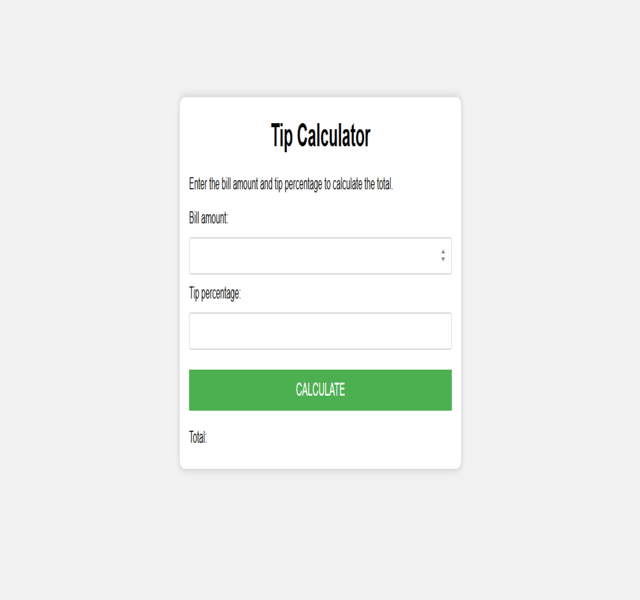 Tip Calculator
Enter the bill amount and tip percentage to calculate the total.
Bill amount:
Tip percentage:
CALCULATE
Total: